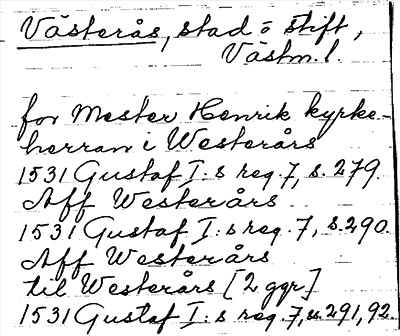 Västerås, stad o stift,
Västm. l.
for Mester Henrik kyrke-
herran i Westerårs
1531 Gustaf I:s reg. 7, s. 279.
Aff Westerårs
1531 Gustaf I:s reg. 7, s. 290.
Aff Westerårs
til Westerårs [2 ggr]
1531 Gustaf I:s reg. 7, s. 291, 92.